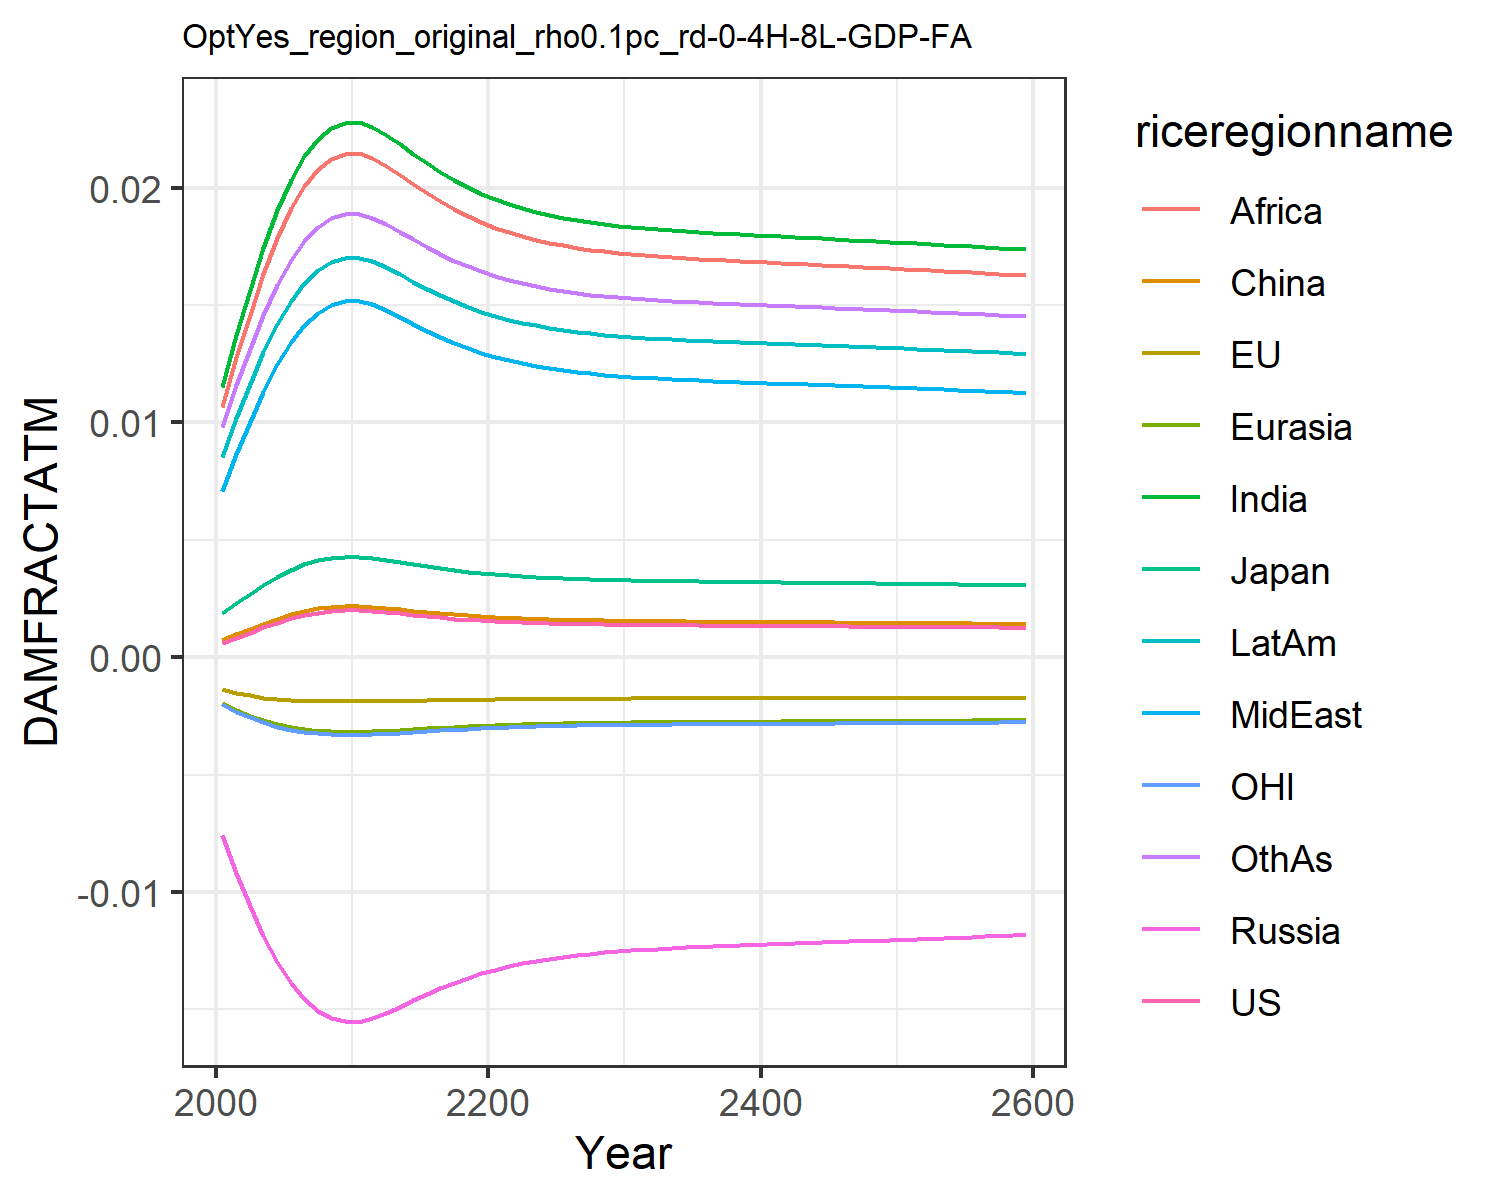 OptYes_region_original_rho0.1pc_rd-0-4H-8L-GDP-FA
DAMFRACTATM
0.02
0.01
0.00
-0.01
2000
2200
2400
2600
Year
riceregionname
Africa
China
EU
Eurasia
India
Japan
LatAm
MidEast
OHI
OthAs
Russia
US